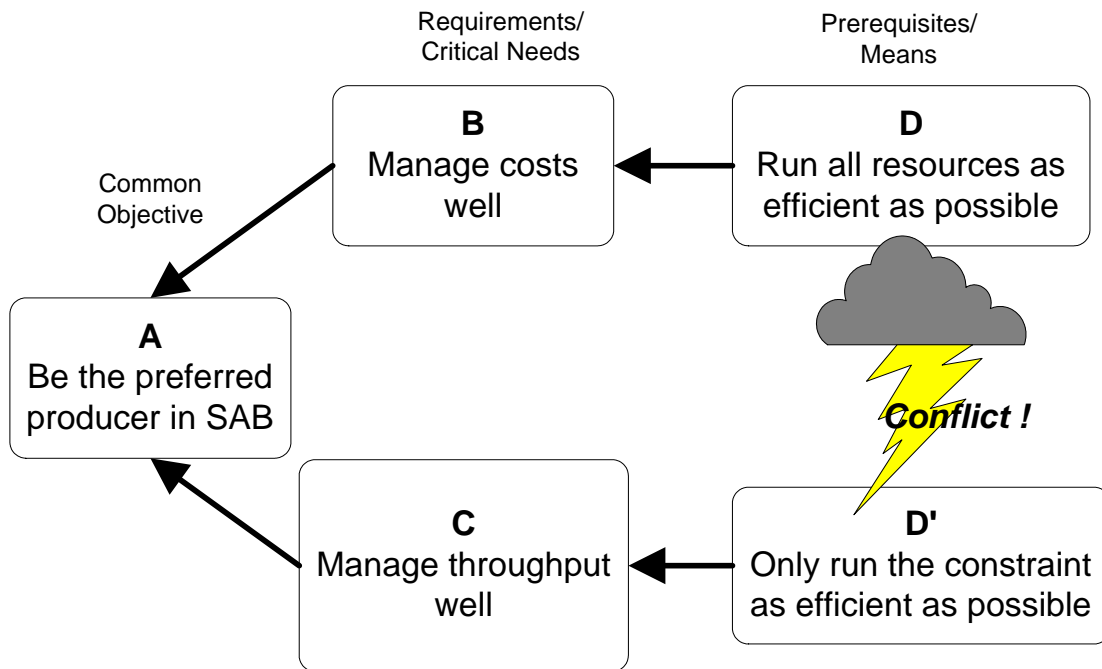 Requirements/
Critical Needs
Prerequisites/
Means
B
Manage costs
well
D
Run all resources as
efficient as possible
Common
Objective
A
Be the preferred
producer in SAB
Conflict !
C
Manage throughput
well
D'
Only run the constraint
as efficient as possible